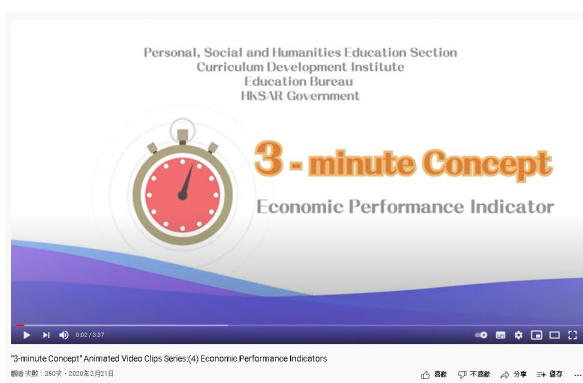 Personal, Social and Humanities Education Section
Curriculum Development Institute
Education Bureau
HKSAR Government
3 - minute Concept
Economic Performance Indicator
0:02 / 3:37
"3-minute Concept" Animated Video Clips Series:(4) Economic Performance Indicators
觀看次數：350次・2020年2月21日
喜歡 不喜歡 分享 儲存